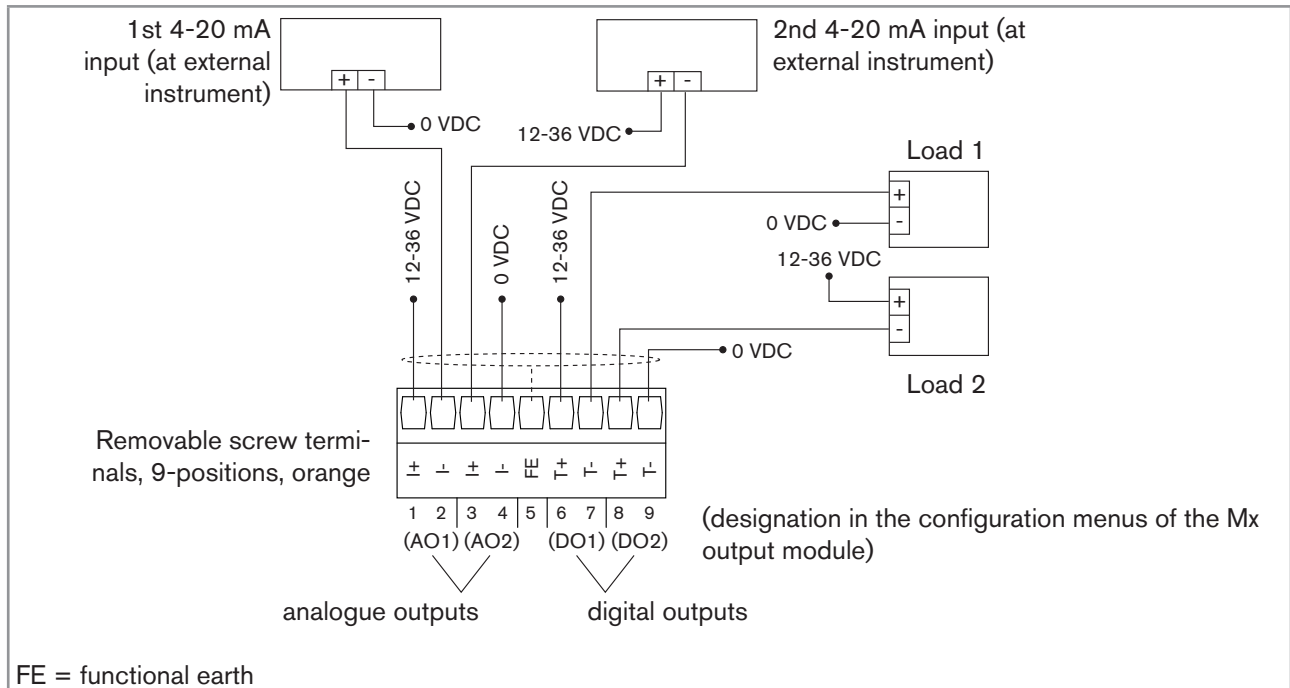 1st 4-20 mA
input (at external
instrument)
+ -
0 VDC
2nd 4-20 mA input (at
external instrument)
+ -
12-36 VDC
Load 1
+
-
0 VDC
12-36 VDC
+
-
Load 2
12-36 VDC
0 VDC
12-36 VDC
0 VDC
Removable screw termi-
nals, 9-positions, orange
I+ I- I+ I- FE T+ T- T+ T-
1 2 3 4 5 6 7 8 9
(AO1) (AO2) (DO1) (DO2)
(designation in the configuration menus of the Mx
output module)
analogue outputs
digital outputs
FE = functional earth